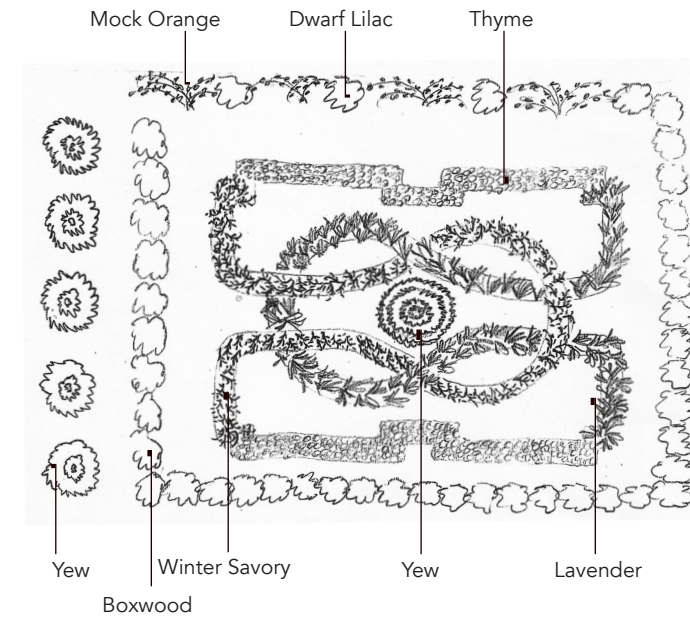 Mock Orange
Dwarf Lilac
Thyme
Yew
Winter Savory
Yew
Lavender
Boxwood